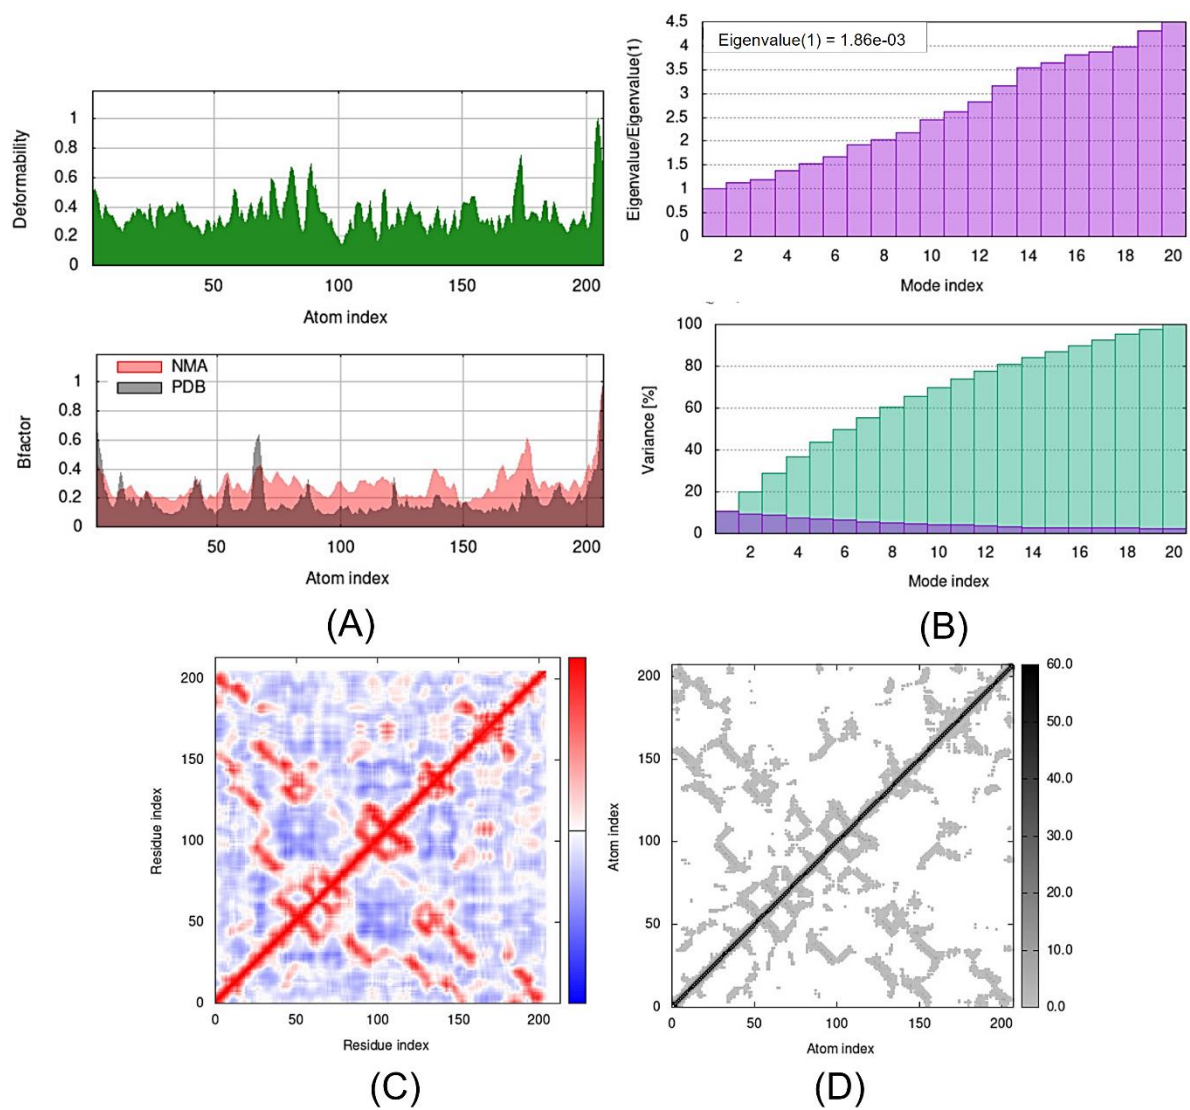 Deformability
1
0.8
0.6
0.4
0.2
0
50
100
150
200
Atom index
Bfactor
NMA
PDB
1
0.8
0.6
0.4
0.2
0
50
100
150
200
Atom index
(A)
Eigenvalue/Eigenvalue(1)
Eigenvalue(1) = 1.86e-03
4.5
4
3.5
3
2.5
2
1.5
1
0.5
0
2 4 6 8 10 12 14 16 18 20
Mode index
Variance [%]
100
80
60
40
20
0
2 4 6 8 10 12 14 16 18 20
Mode index
(B)
Residue index
200
150
100
50
0
0 50 100 150 200
Residue index
(C)
Atom index
200
150
100
50
0
0 50 100 150 200
Atom index
60.0
50.0
40.0
30.0
20.0
10.0
0.0
(D)